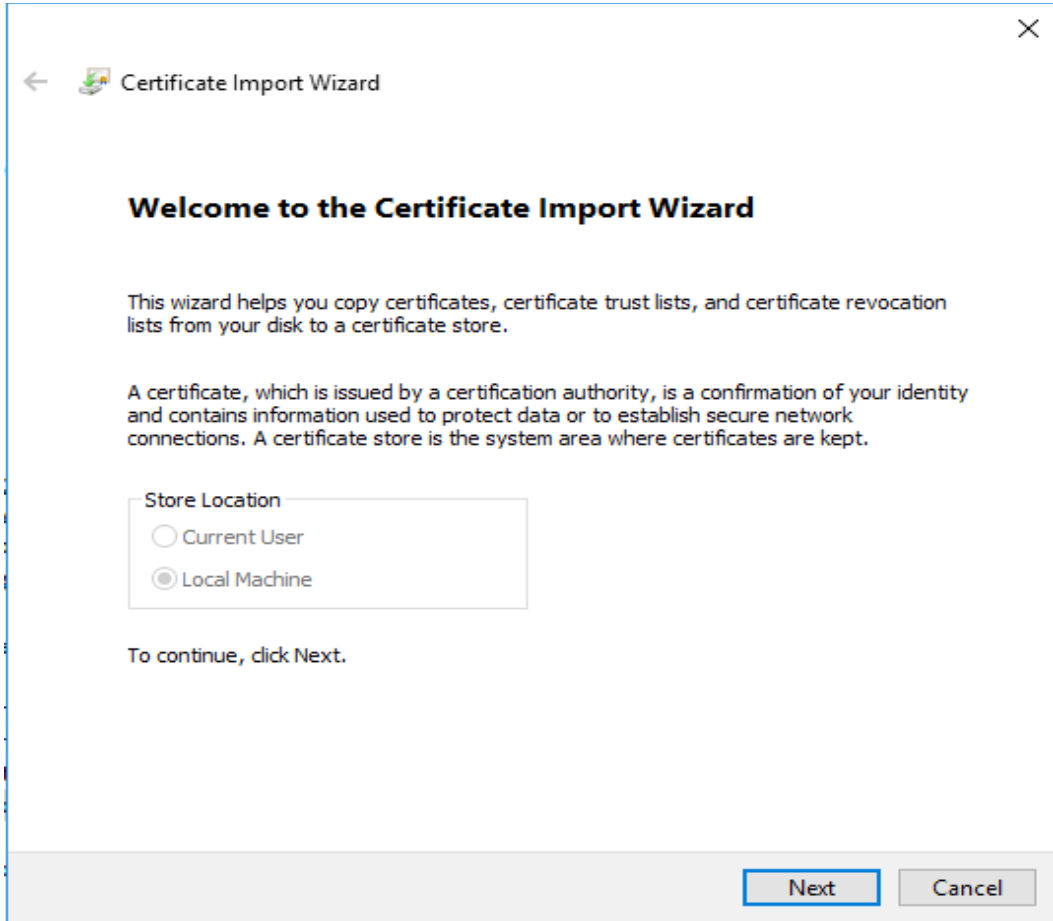 Certificate Import Wizard
Welcome to the Certificate Import Wizard
This wizard helps you copy certificates, certificate trust lists, and certificate revocation
lists from your disk to a certificate store.
A certificate, which is issued by a certification authority, is a confirmation of your identity
and contains information used to protect data or to establish secure network
connections. A certificate store is the system area where certificates are kept.
Store Location
Current User
Local Machine
To continue, click Next.
Next Cancel